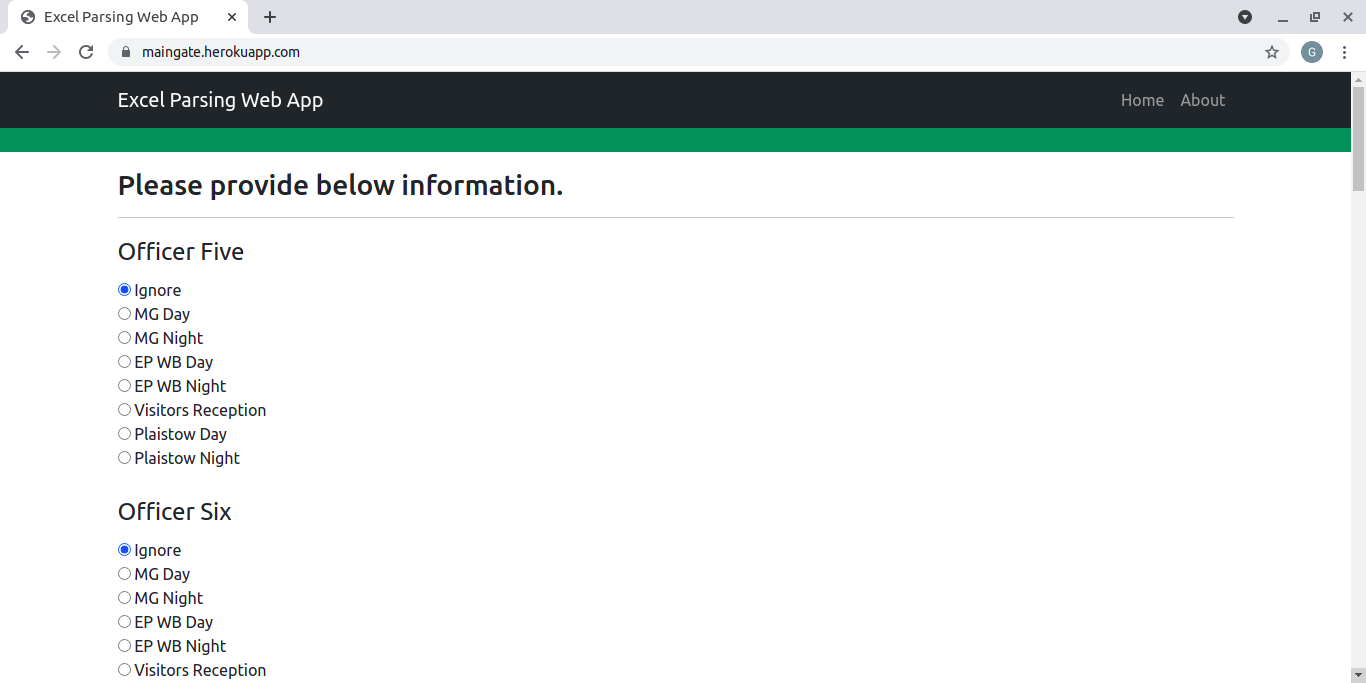 Excel Parsing Web App
maingate.herokuapp.com
G
Excel Parsing Web App
Home About
Please provide below information.
Officer Five
Ignore
MG Day
MG Night
EP WB Day
EP WB Night
Visitors Reception
Plaistow Day
Plaistow Night
Officer Six
Ignore
MG Day
MG Night
EP WB Day
EP WB Night
Visitors Reception